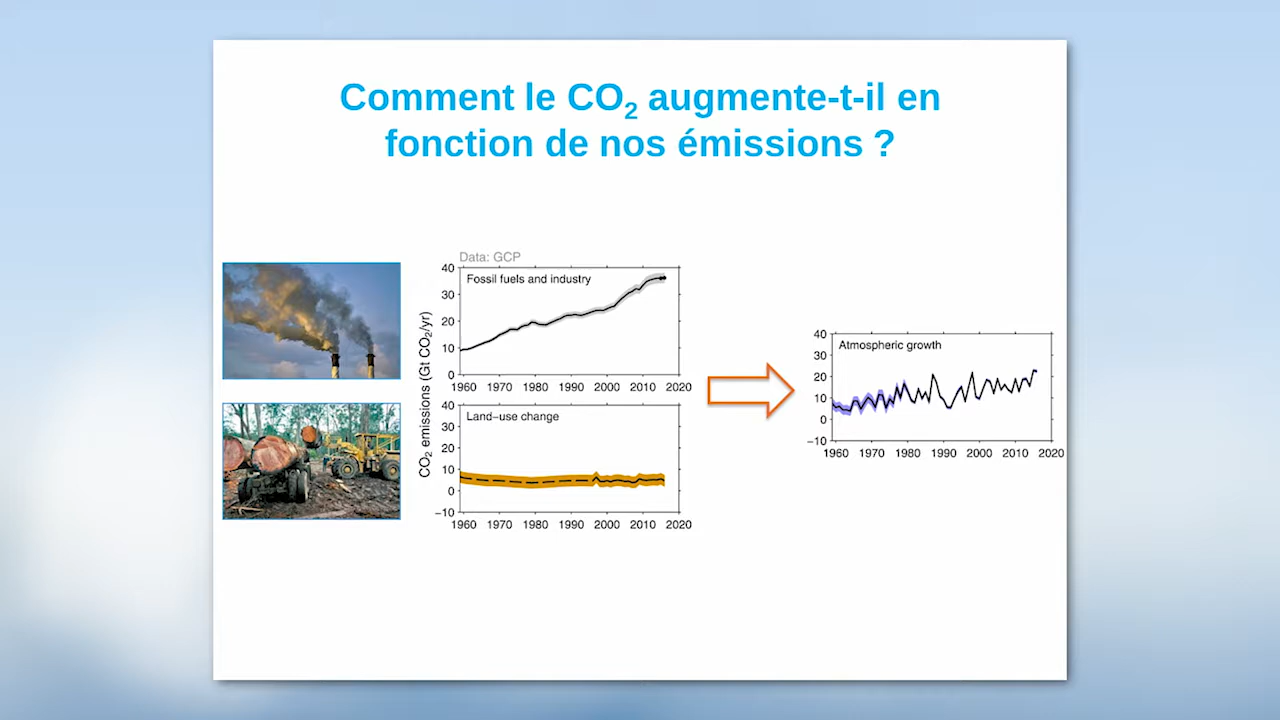 Comment le CO2 augmente-t-il en
fonction de nos émissions ?
Data: GCP
Fossil fuels and industry
40
30
20
10
0
1960 1970 1980 1990 2000 2010 2020
CO2 emissions (Gt CO2/yr)
Land–use change
40
30
20
10
0
–10
1960 1970 1980 1990 2000 2010 2020
Atmospheric growth
40
30
20
10
0
–10
1960 1970 1980 1990 2000 2010 2020